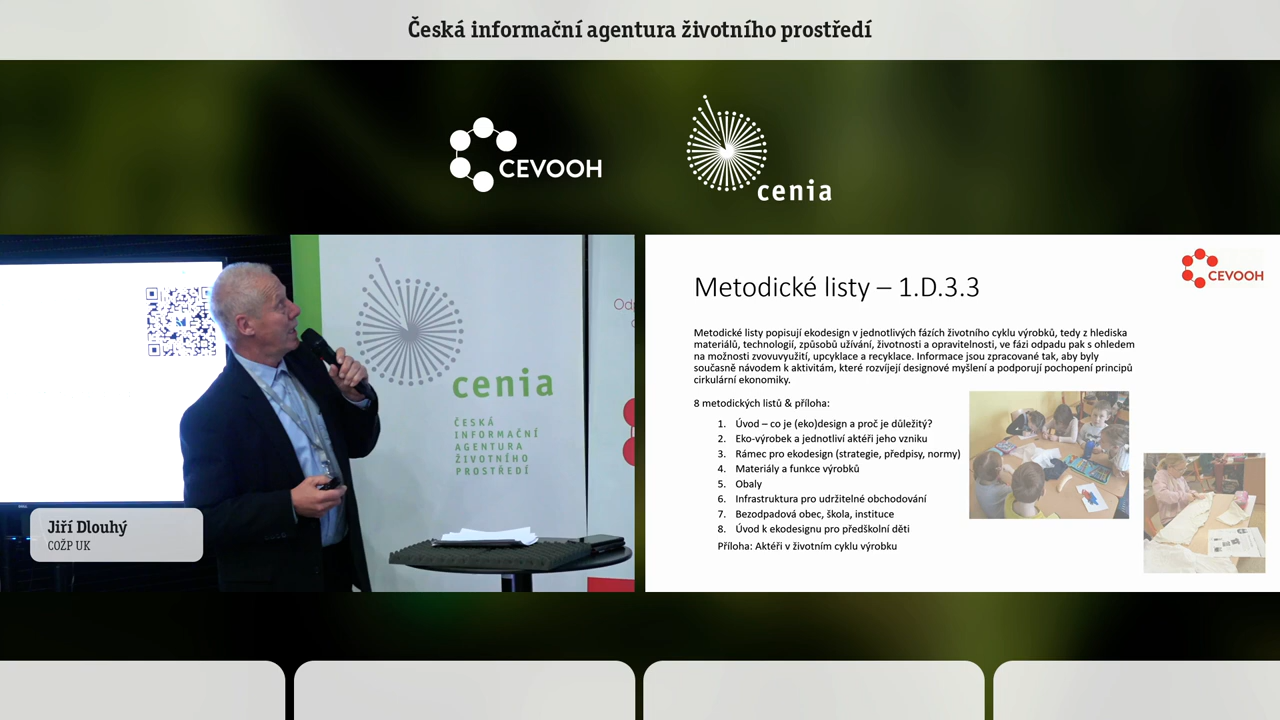 Česká informační agentura životního prostředí
CEVOOH
cenia
cenia
ČESKÁ
INFORMAČNÍ
AGENTURA
ŽIVOTNÍHO
PROSTŘEDÍ
Jiří Dlouhý
COŽP UK
CEVOOH
Metodické listy – 1.D.3.3
Metodické listy popisují ekodesign v jednotlivých fázích životního cyklu výrobků, tedy z hlediska
materiálů, technologií, způsobů užívání, životnosti a opravitelnosti, ve fázi odpadu pak s ohledem
na možnosti zvovuvyužití, upcyklace a recyklace. Informace jsou zpracované tak, aby byly
současně návodem k aktivitám, které rozvíjejí designové myšlení a podporují pochopení principů
cirkulární ekonomiky.
8 metodických listů & příloha:
1. Úvod – co je (eko)design a proč je důležitý?
2. Eko-výrobek a jednotliví aktéři jeho vzniku
3. Rámec pro ekodesign (strategie, předpisy, normy)
4. Materiály a funkce výrobků
5. Obaly
6. Infrastruktura pro udržitelné obchodování
7. Bezodpadová obec, škola, instituce
8. Úvod k ekodesignu pro předškolní děti
Příloha: Aktéři v životním cyklu výrobku